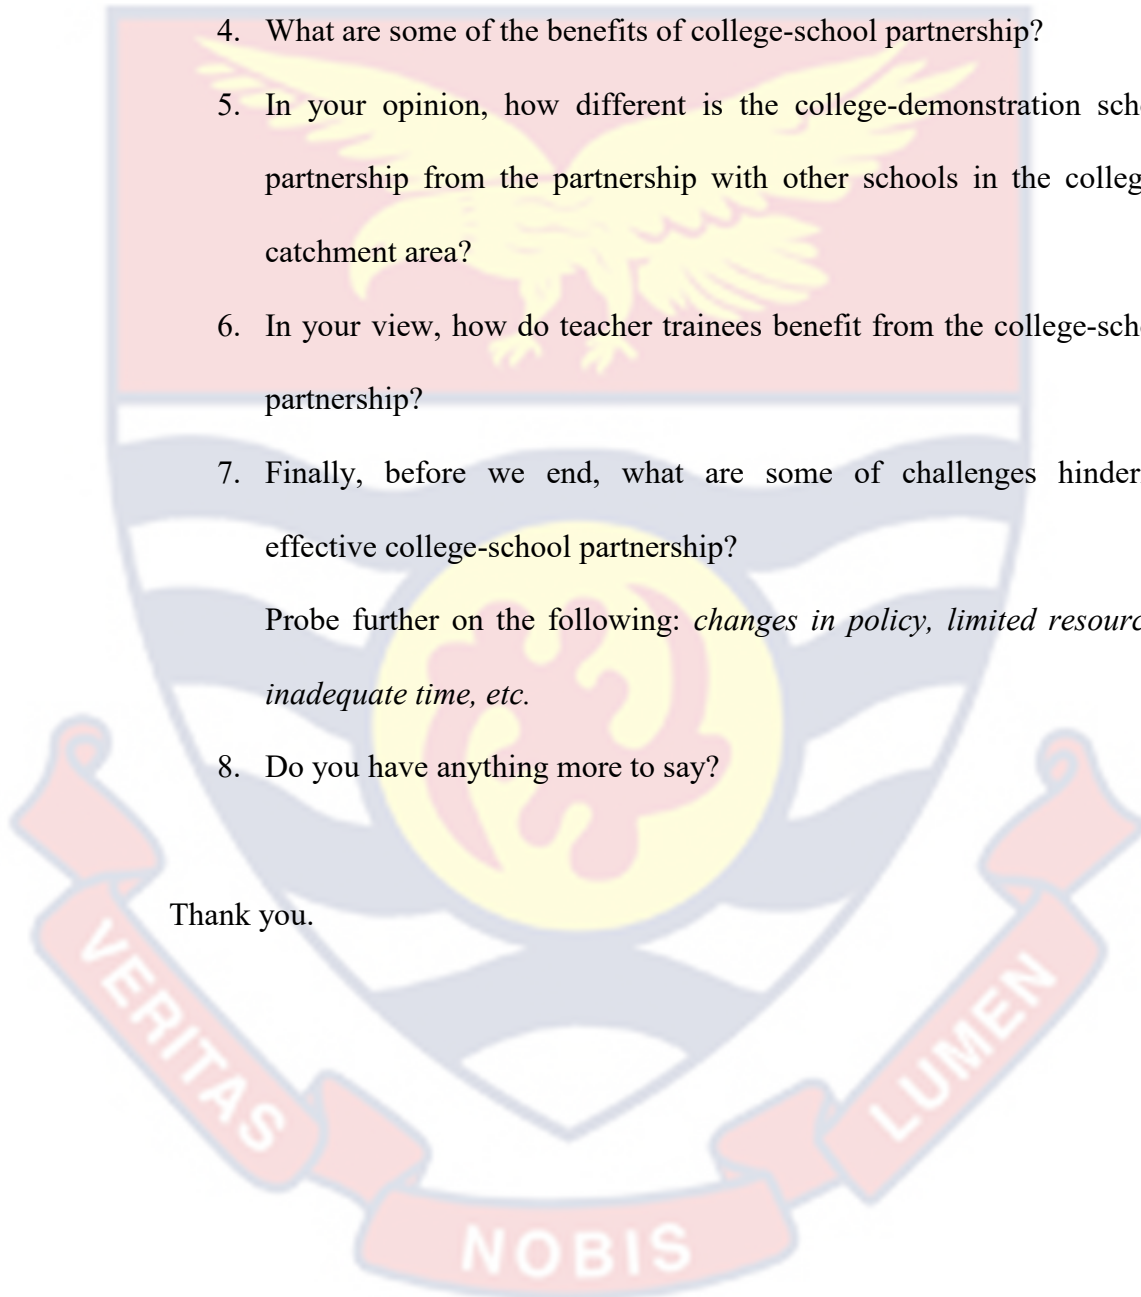 4. What are some of the benefits of college-school partnership?
5. In your opinion, how different is the college-demonstration sch
partnership from the partnership with other schools in the colleg
catchment area?
6. In your view, how do teacher trainees benefit from the college-sch
partnership?
7. Finally, before we end, what are some of challenges hinder
effective college-school partnership?
Probe further on the following: changes in policy, limited resourc
inadequate time, etc.
8. Do you have anything more to say?
Thank you.
VERITAS
NOBIS
LUMEN